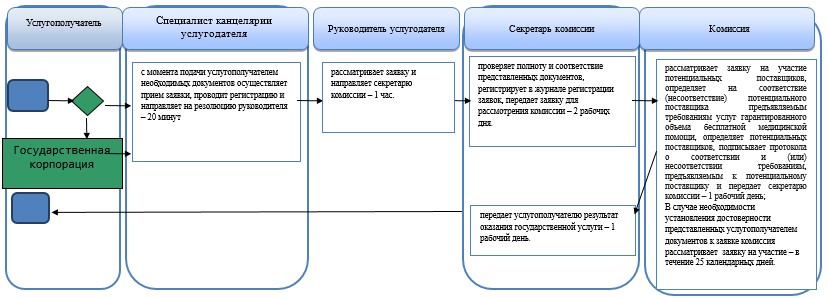 Услугополучатель
Специалист канцелярии
услугодателя
Руководитель услугодателя
Секретарь комиссии
Комиссия
с момента подачи услугополучателем
необходимых документов осуществляет
прием заявки, проводит регистрацию и
направляет на резолюцию руководителя
– 20 минут
рассматривает заявку и
направляет секретарю
комиссии – 1 час.
проверяет полноту и соответствие
представленных документов,
регистрирует в журнале регистрации
заявок, передает заявку для
рассмотрения комиссии – 2 рабочих
дня.
рассматривает заявку на участие
потенциальных поставщиков,
определяет на соответствие
(несоответствие) потенциального
поставщика предъявляемым
требованиям услуг гарантированного
объема бесплатной медицинской
помощи, определяет потенциальных
поставщиков, подписывает протокола
о соответствии и (или)
несоответствии требованиям,
предъявляемым к потенциальному
поставщику и передает секретарю
комиссии – 1 рабочий день;
В случае необходимости
установления достоверности
представленных услугополучателем
документов к заявке комиссия
рассматривает заявку на участие – в
течение 25 календарных дней.
Государственная
корпорация
передает услугополучателю результат
оказания государственной услуги – 1
рабочий день.